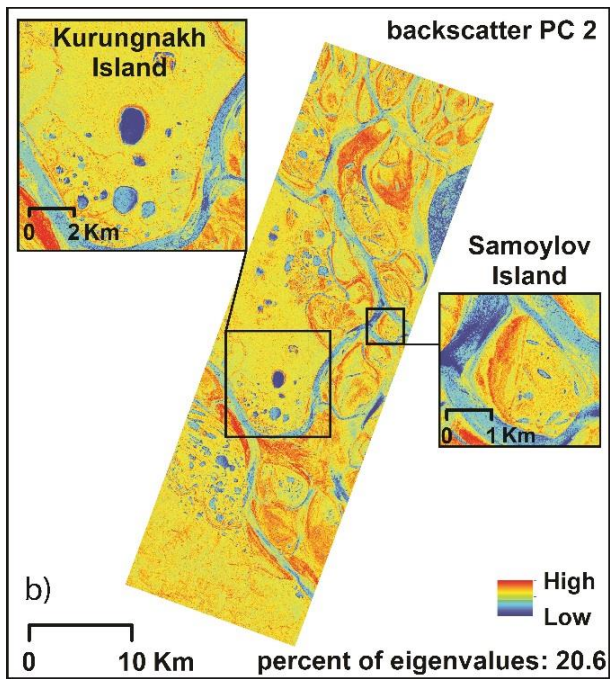 Kurungnakh
Island
backscatter PC 2
0 2 Km
Samoylov
Island
0 1 Km
b)
High
Low
0 10 Km
percent of eigenvalues: 20.6